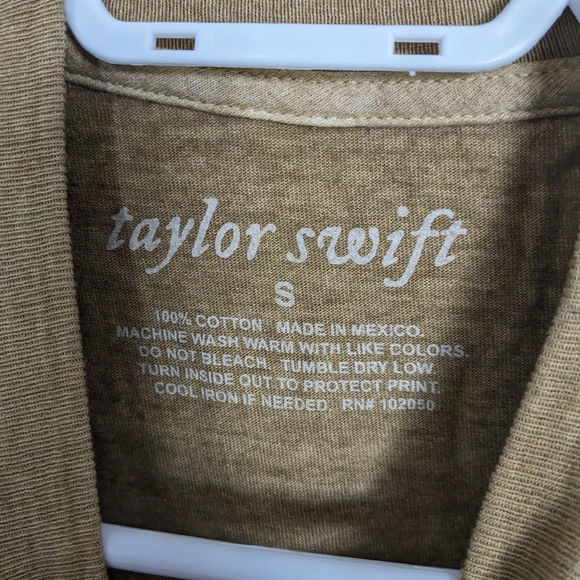 taylor swift
S
100% COTTON MADE IN MEXICO.
MACHINE WASH WARM WITH LIKE COLORS.
DO NOT BLEACH. TUMBLE DRY LOW
TURN INSIDE OUT TO PROTECT PRINT.
COOL IRON IF NEEDED. RN# 102050